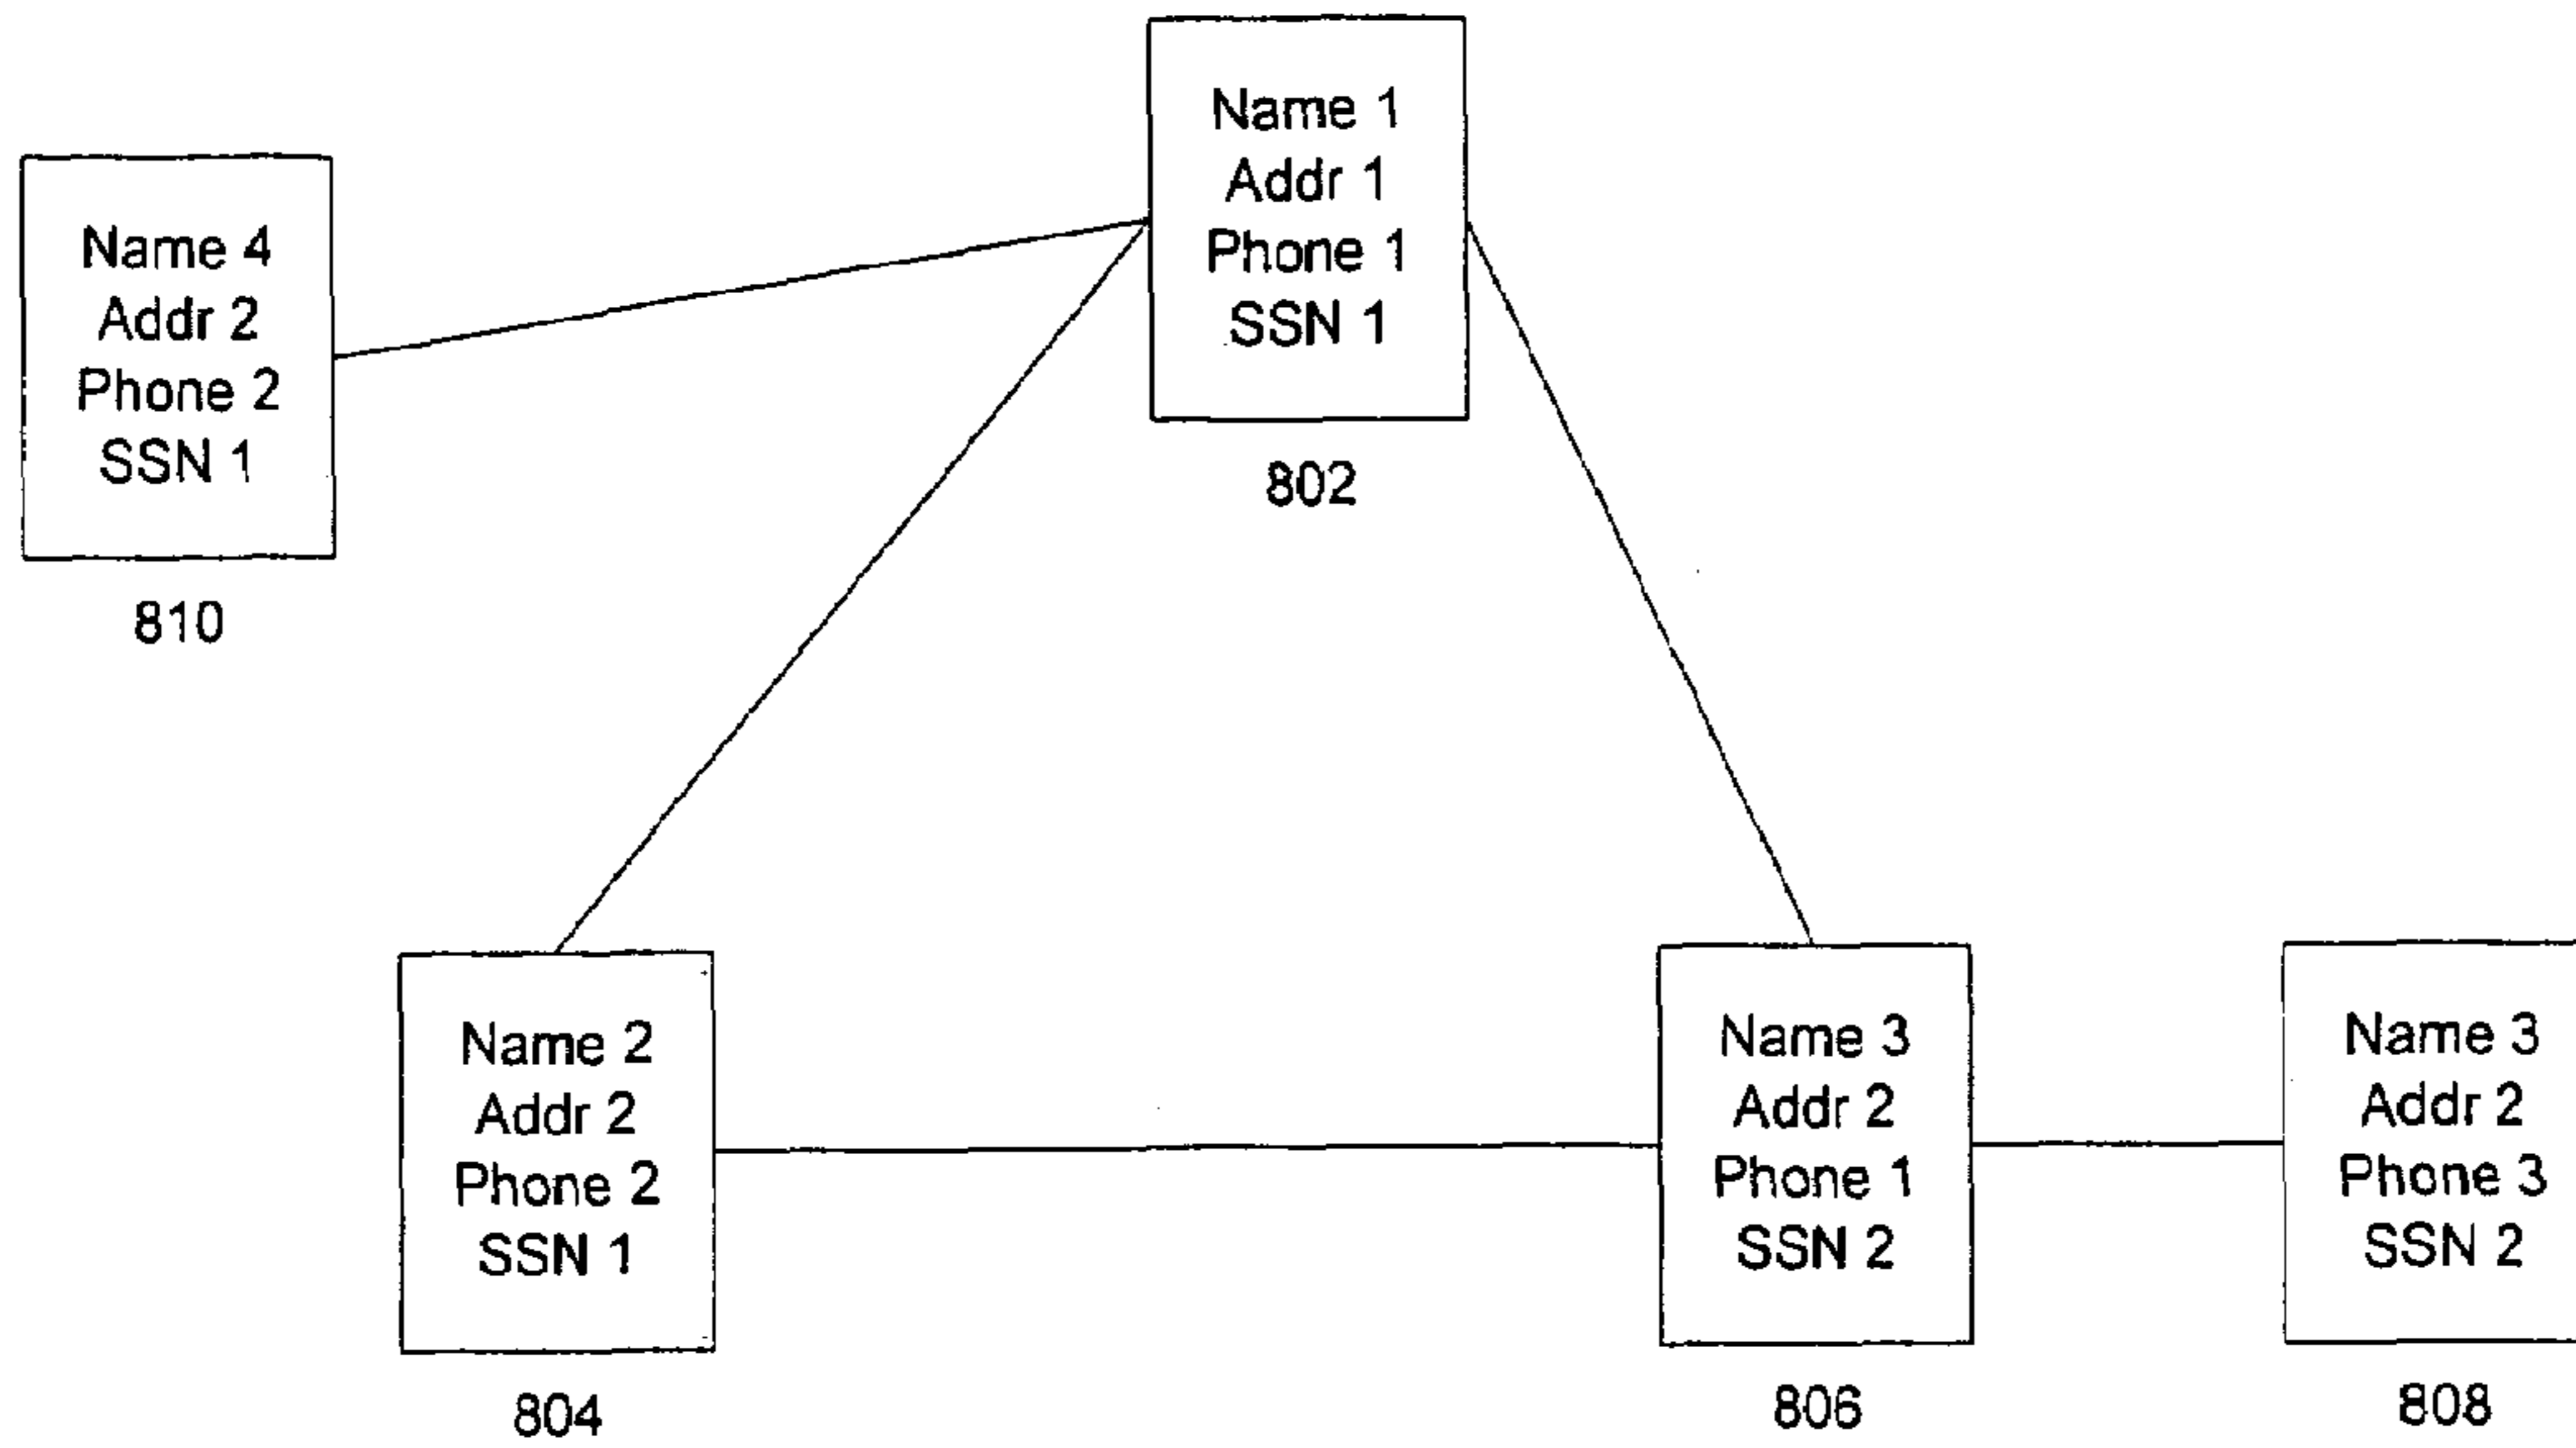 Name 1
Addr 1
Phone 1
SSN 1
802
Name 4
Addr 2
Phone 2
SSN 1
810
Name 2
Addr 2
Phone 2
SSN 1
804
Name 3
Addr 2
Phone 1
SSN 2
806
Name 3
Addr 2
Phone 3
SSN 2
808